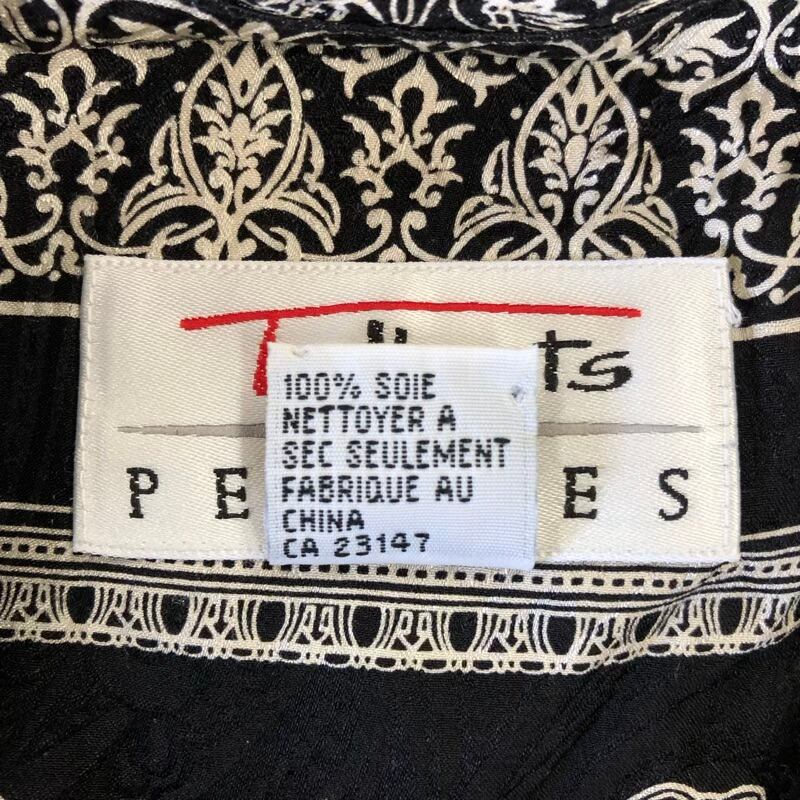 100% SOIE
NETTOYER A
SEC SEULEMENT
FABRIQUE AU
CHINA
CA 23147